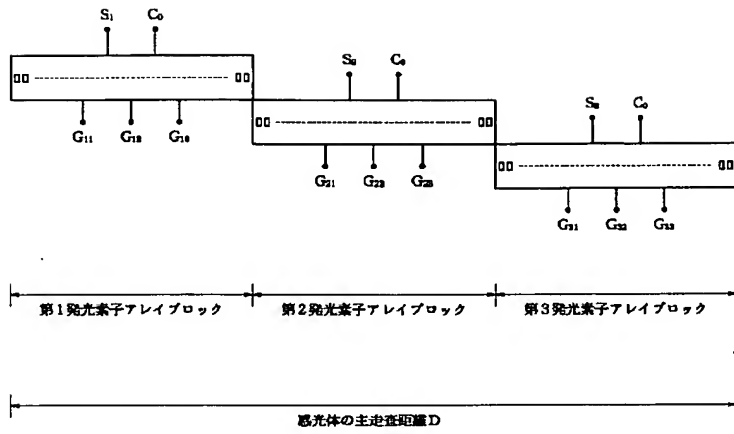 S₁ C₀
G₁₁ G₁₂ G₁₃
S₂ C₀
G₂₁ G₂₂ G₂₃
S₃ C₀
G₃₁ G₃₂ G₃₃
第1発光素子アレイブロック 第2発光素子アレイブロック 第3発光素子アレイブロック
感光体の主走査距離D